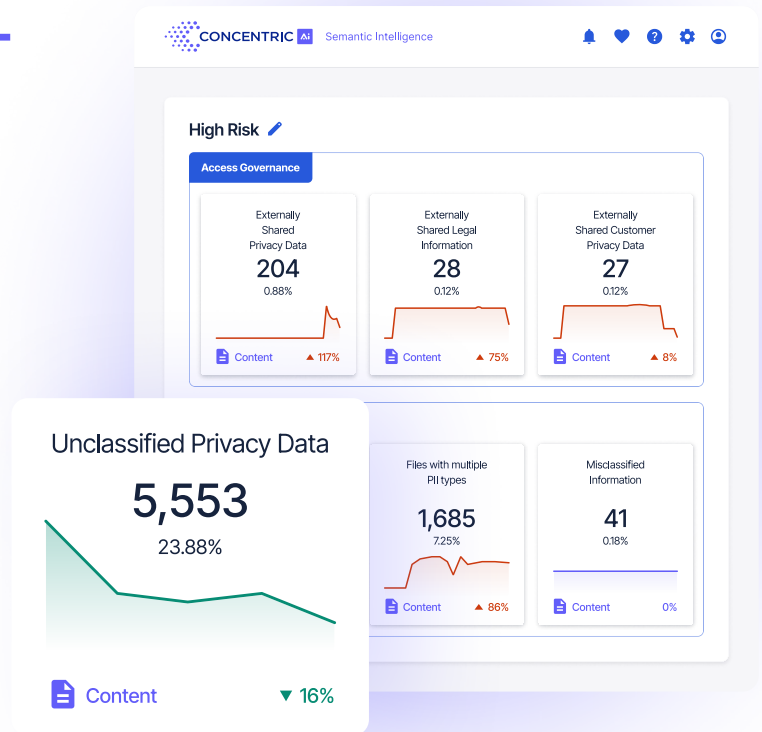 CONCENTRIC Ai Semantic Intelligence
High Risk
Access Governance
Externally
Shared
Privacy Data
204
0.88%
Content ▲ 117%
Externally
Shared Legal
Information
28
0.12%
Content ▲ 75%
Externally
Shared Customer
Privacy Data
27
0.12%
Content ▲ 8%
Unclassified Privacy Data
5,553
23.88%
Content ▼ 16%
Files with multiple
PII types
1,685
7.25%
Content ▲ 86%
Misclassified
Information
41
0.18%
Content 0%